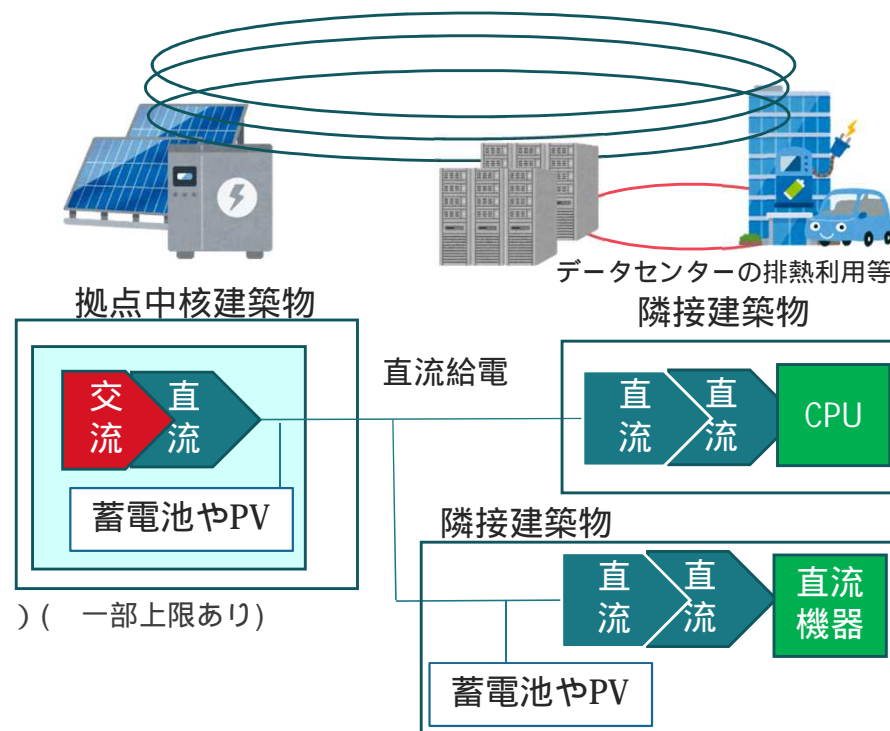 データセンターの排熱利用等
拠点中核建築物
隣接建築物
直流給電
交
流
直
流
直
流
直
流
CPU
蓄電池やPV
隣接建築物
直
流
直
流
直流
機器
)(　一部上限あり)
蓄電池やPV